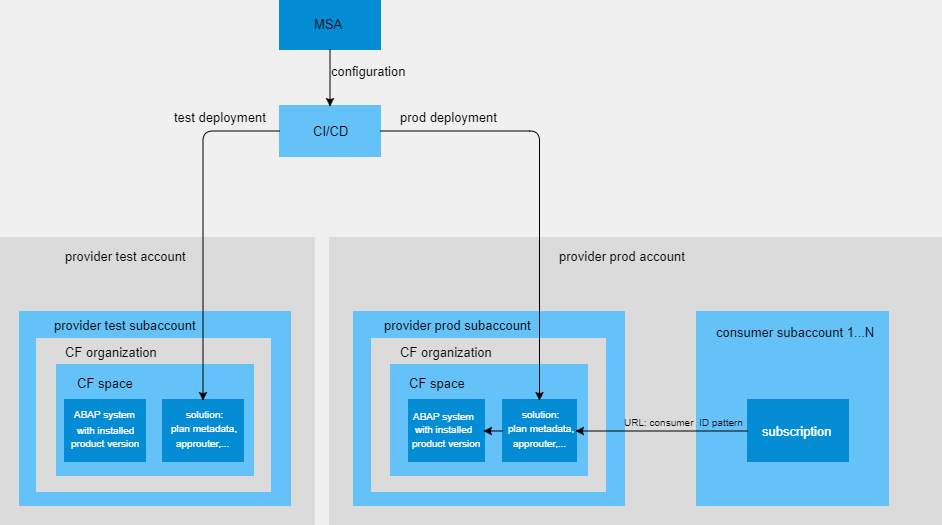 MSA
configuration
test deployment
CI/CD
prod deployment
provider test account
provider test subaccount
CF organization
CF space
ABAP system
with installed
product version
solution:
plan metadata,
approuter,...
provider prod account
provider prod subaccount
CF organization
CF space
ABAP system
with installed
product version
solution:
plan metadata,
approuter,...
URL: consumer ID pattern
consumer subaccount 1...N
subscription